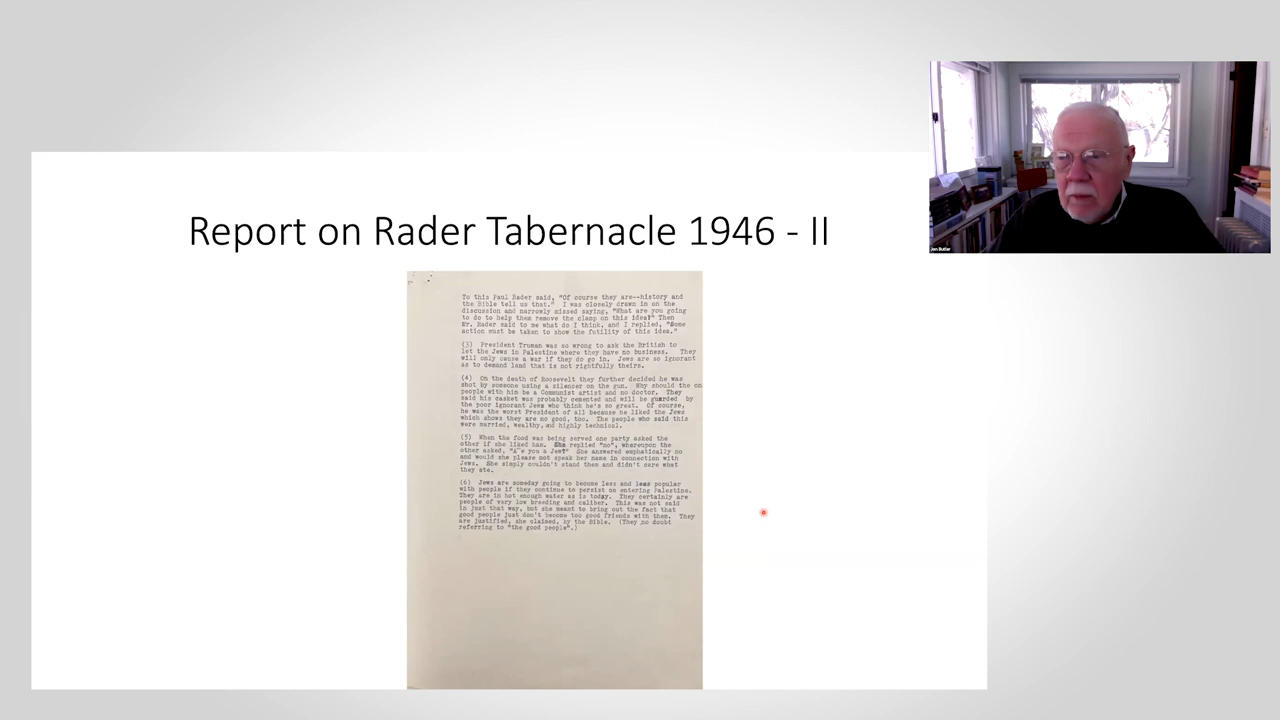 Report on Rader Tabernacle 1946 - II
To this Paul Rader said, "Of course they are--history and
the Bible tell us that." I was closely drawn in on the
discussion and narrowly missed saying, "What are you going
to do to help them remove the clamp on this idea?" Then
Mr. Rader said to me what do I think, and I replied, "Some
action must be taken to show the futility of this idea."
(3) President Truman was so wrong to ask the British to
let the Jews in Palestine where they have no business. They
will only cause a war if they do go in. Jews are so ignorant
as to demand land that is not rightfully theirs.
(4) On the death of Roosevelt they further decided he was
shot by someone using a silencer on the gun. Why should the on
people with him be a Communist artist and no doctor. They
said his casket was probably cemented and will be guarded by
the poor ignorant Jews who think he's so great. Of course,
he was the worst President of all because he liked the Jews
which shows they are no good, too. The people who said this
were married, wealthy, and highly technical.
(5) When the food was being served one party asked the
other if she liked ham. She replied "no", whereupon the
other asked, "A e you a Jew?" She answered emphatically no
and would she please not speak her name in connection with
Jews. She simply couldn't stand them and didn't care what
they ate.
(6) Jews are someday going to become less and less popular
with people if they continue to persist on entering Palestine.
They are in hot enough water as is today. They certainly are
people of very low breeding and caliber. This was not said
in just that way, but she meant to bring out the fact that
good people just don't become too good friends with them. They
are justified, she claimed, by the Bible. (They no doubt
referring to "the good people".)
Jon Butler